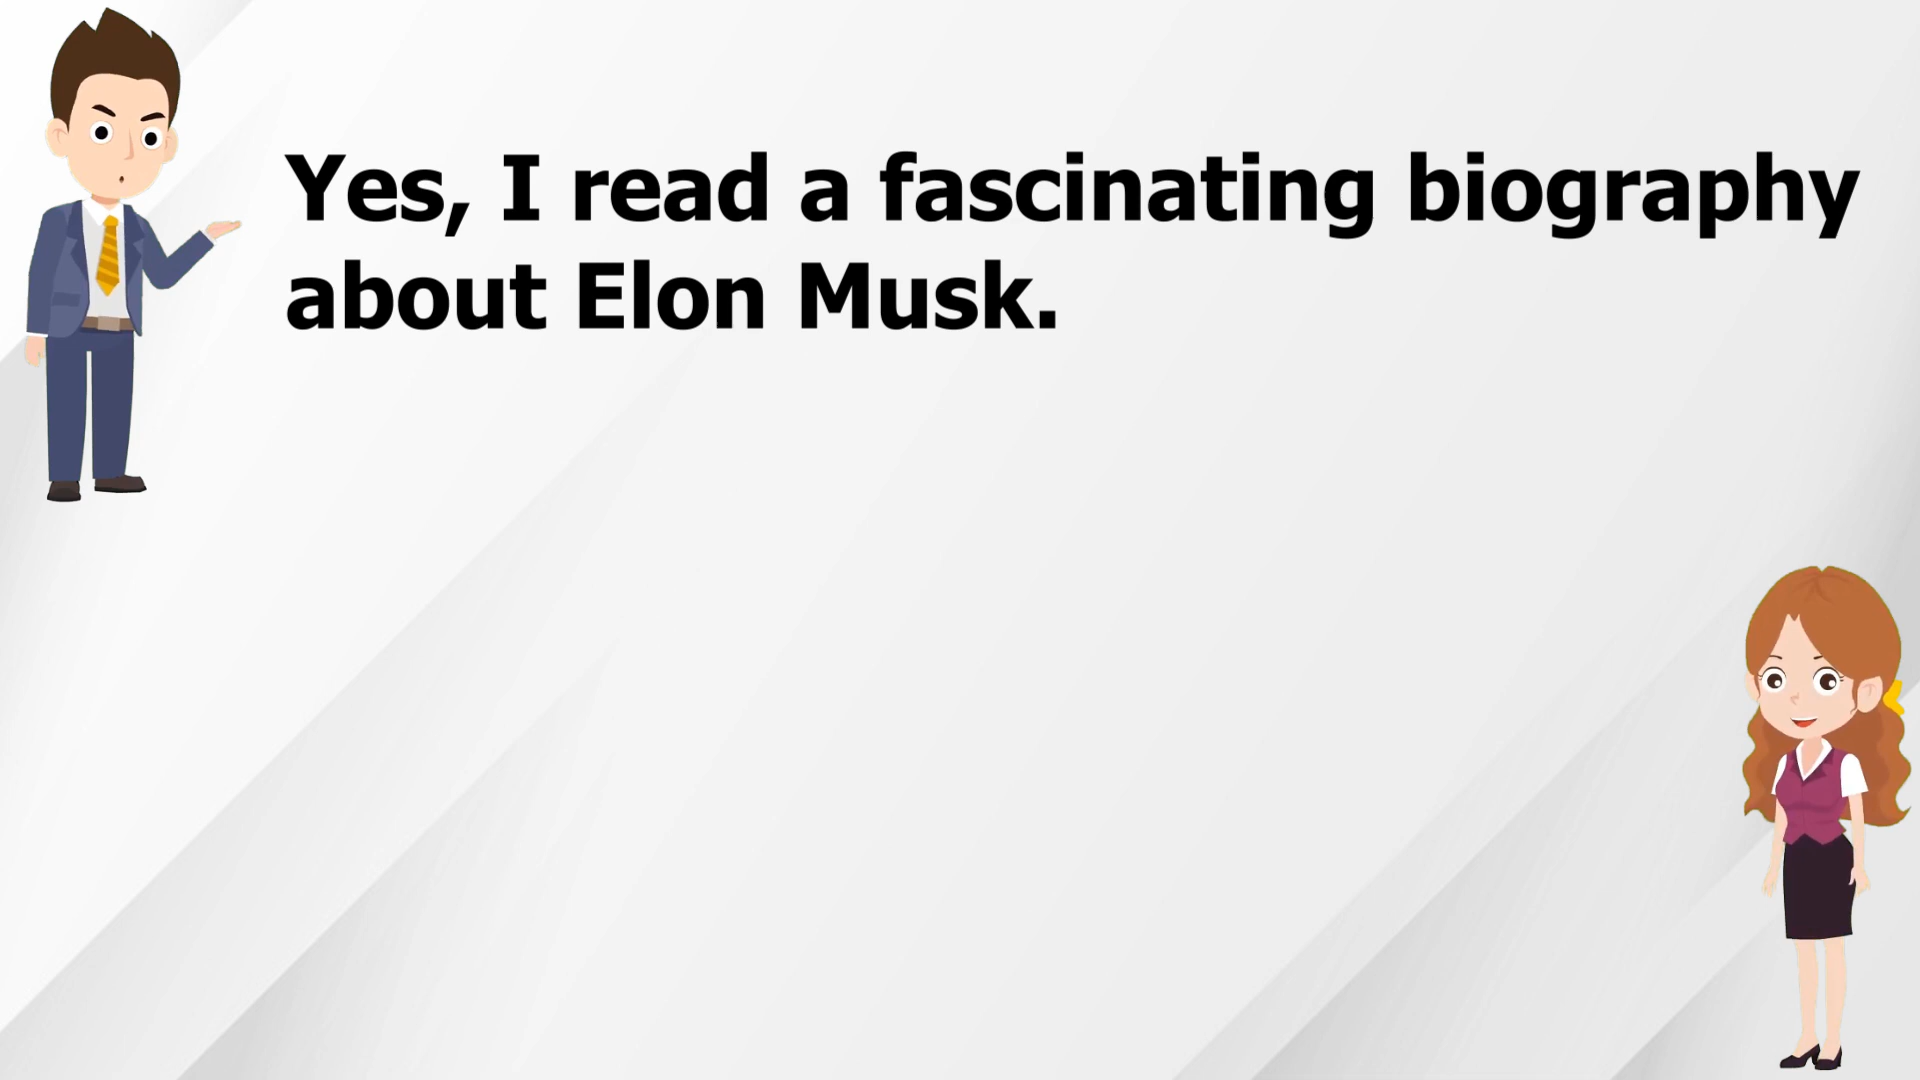 Yes, I read a fascinating biography
about Elon Musk.